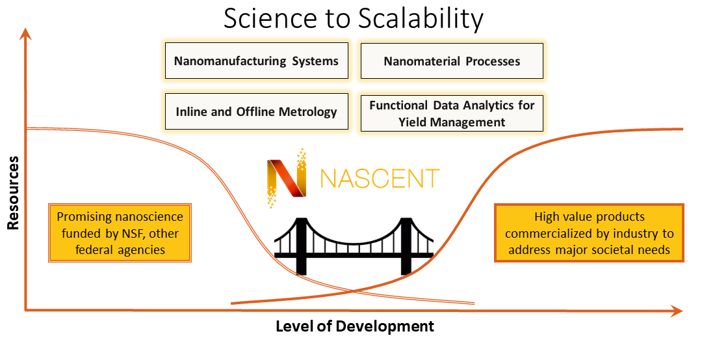 Science to Scalability
Nanomanufacturing Systems
Nanomaterial Processes
Inline and Offline Metrology
Functional Data Analytics for
Yield Management
Resources
NASCENT
Promising nanoscience
funded by NSF, other
federal agencies
High value products
commercialized by industry to
address major societal needs
Level of Development